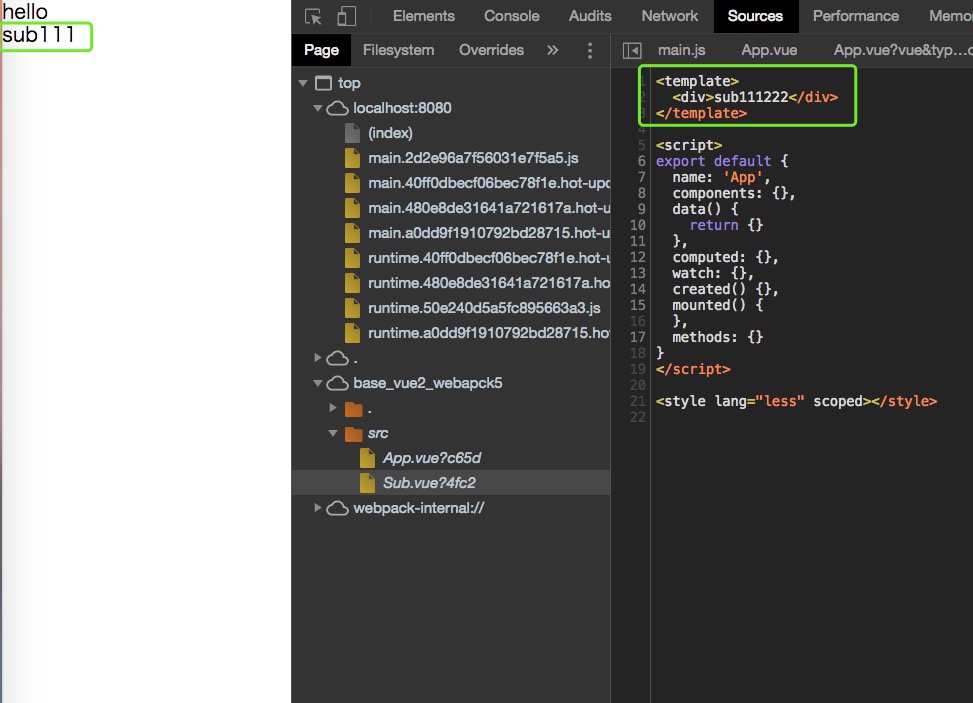 hello
sub111
Elements Console Audits Network Sources Performance Memor
Page Filesystem Overrides » main.js App.vue App.vue?vue&typ…c
top
localhost:8080
(index)
main.2d2e96a7f56031e7f5a5.js
main.40ff0dbecf06bec78f1e.hot-upd
main.480e8de31641a721617a.hot-u
main.a0dd9f1910792bd28715.hot-u
runtime.40ff0dbecf06bec78f1e.hot-u
runtime.480e8de31641a721617a.ho
runtime.50e240d5a5fc895663a3.js
runtime.a0dd9f1910792bd28715.hot
.
base_vue2_webapck5
.
src
App.vue?c65d
Sub.vue?4fc2
webpack-internal://
1 <template>
2 <div>sub111222</div>
3 </template>
4
5 <script>
6 export default {
7 name: 'App',
8 components: {},
9 data() {
10 return {}
11 },
12 computed: {},
13 watch: {},
14 created() {},
15 mounted() {
16 },
17 methods: {}
18 }
19 </script>
20
21 <style lang="less" scoped></style>
22